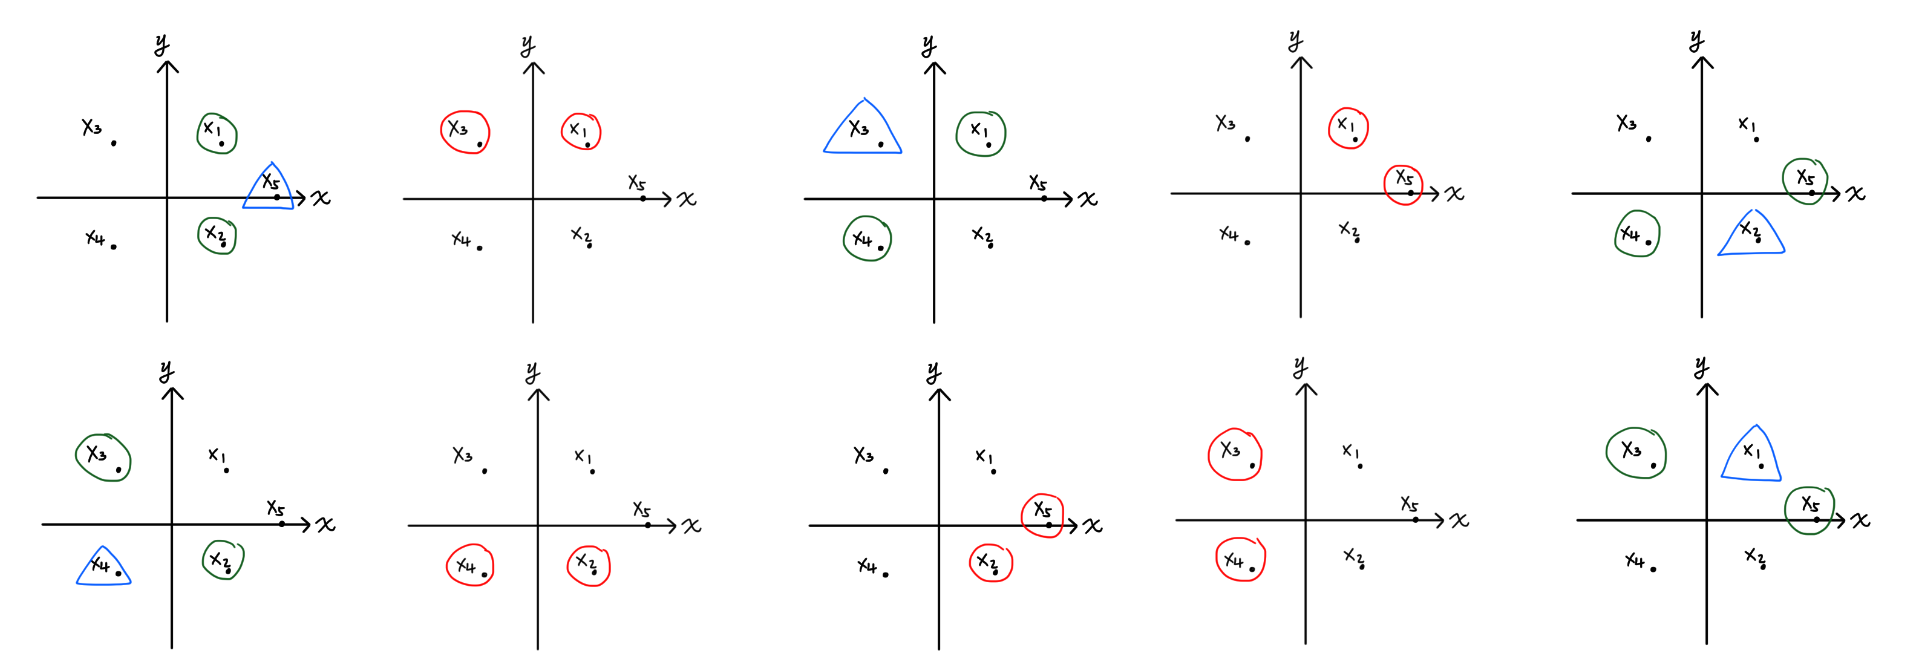 y
X₃ x₁
X₅ x
x₄ x₂
y
X₃ x₁
X₅ x
x₄ x₂
y
X₃ x₁
X₅ x
x₄ x₂
y
X₃ x₁
X₅ x
x₄ x₂
y
X₃ x₁
X₅ x
x₄ x₂
y
X₃ x₁
X₅ x
x₄ x₂
y
X₃ x₁
X₅ x
x₄ x₂
y
X₃ x₁
X₅ x
x₄ x₂
y
X₃ x₁
X₅ x
x₄ x₂
y
X₃ x₁
X₅ x
x₄ x₂